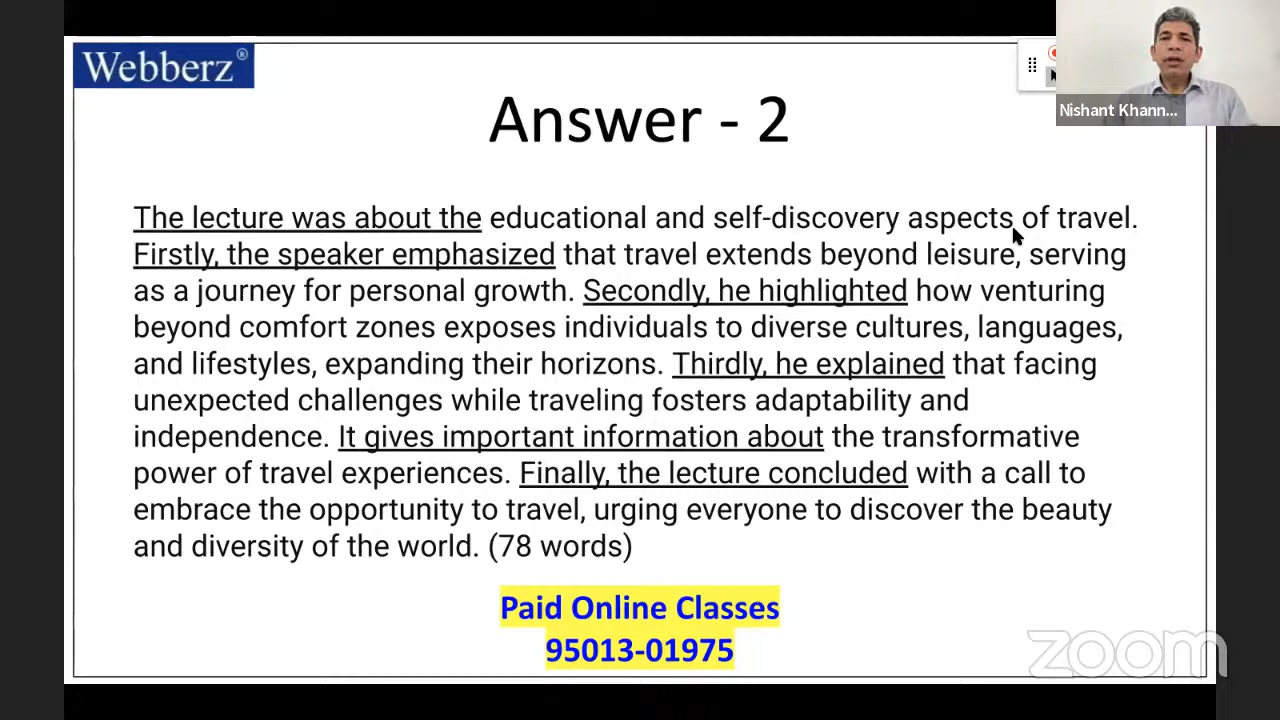 Webberz®
Nishant Khann...
Answer - 2
The lecture was about the educational and self-discovery aspects of travel.
Firstly, the speaker emphasized that travel extends beyond leisure, serving
as a journey for personal growth. Secondly, he highlighted how venturing
beyond comfort zones exposes individuals to diverse cultures, languages,
and lifestyles, expanding their horizons. Thirdly, he explained that facing
unexpected challenges while traveling fosters adaptability and
independence. It gives important information about the transformative
power of travel experiences. Finally, the lecture concluded with a call to
embrace the opportunity to travel, urging everyone to discover the beauty
and diversity of the world. (78 words)
Paid Online Classes
95013-01975
zoom